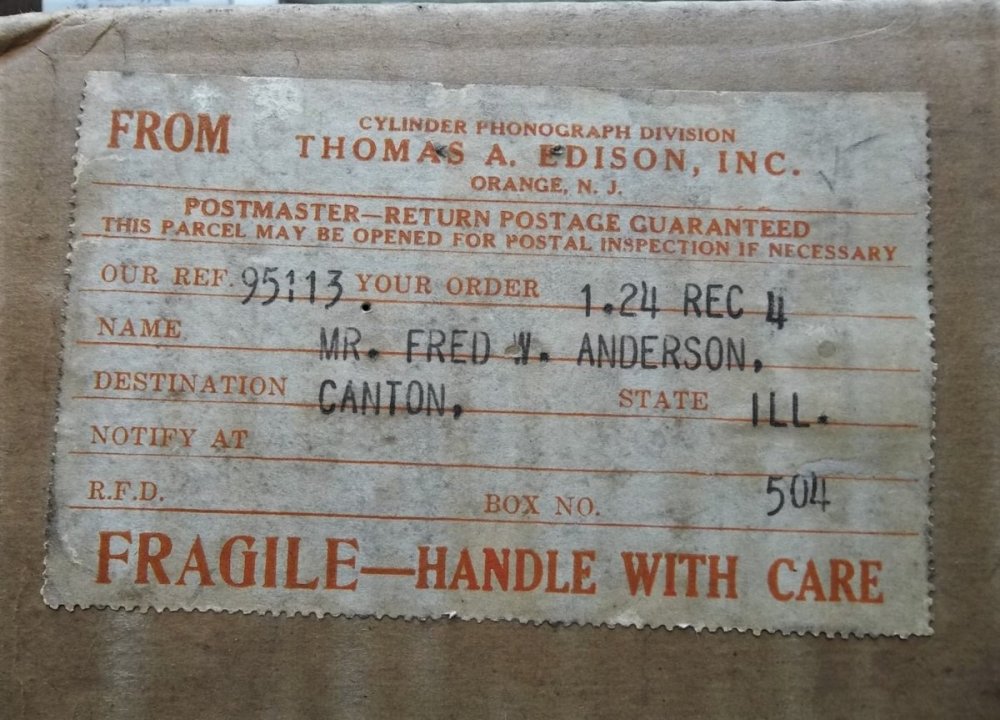 FROM
CYLINDER PHONOGRAPH DIVISION
THOMAS A. EDISON, INC.
ORANGE, N. J.
POSTMASTER—RETURN POSTAGE GUARANTEED
THIS PARCEL MAY BE OPENED FOR POSTAL INSPECTION IF NECESSARY
OUR REF. 95113 YOUR ORDER 1.24 REC 4
NAME MR. FRED W. ANDERSON,
DESTINATION CANTON, STATE ILL.
NOTIFY AT
R.F.D. BOX NO. 504
FRAGILE—HANDLE WITH CARE